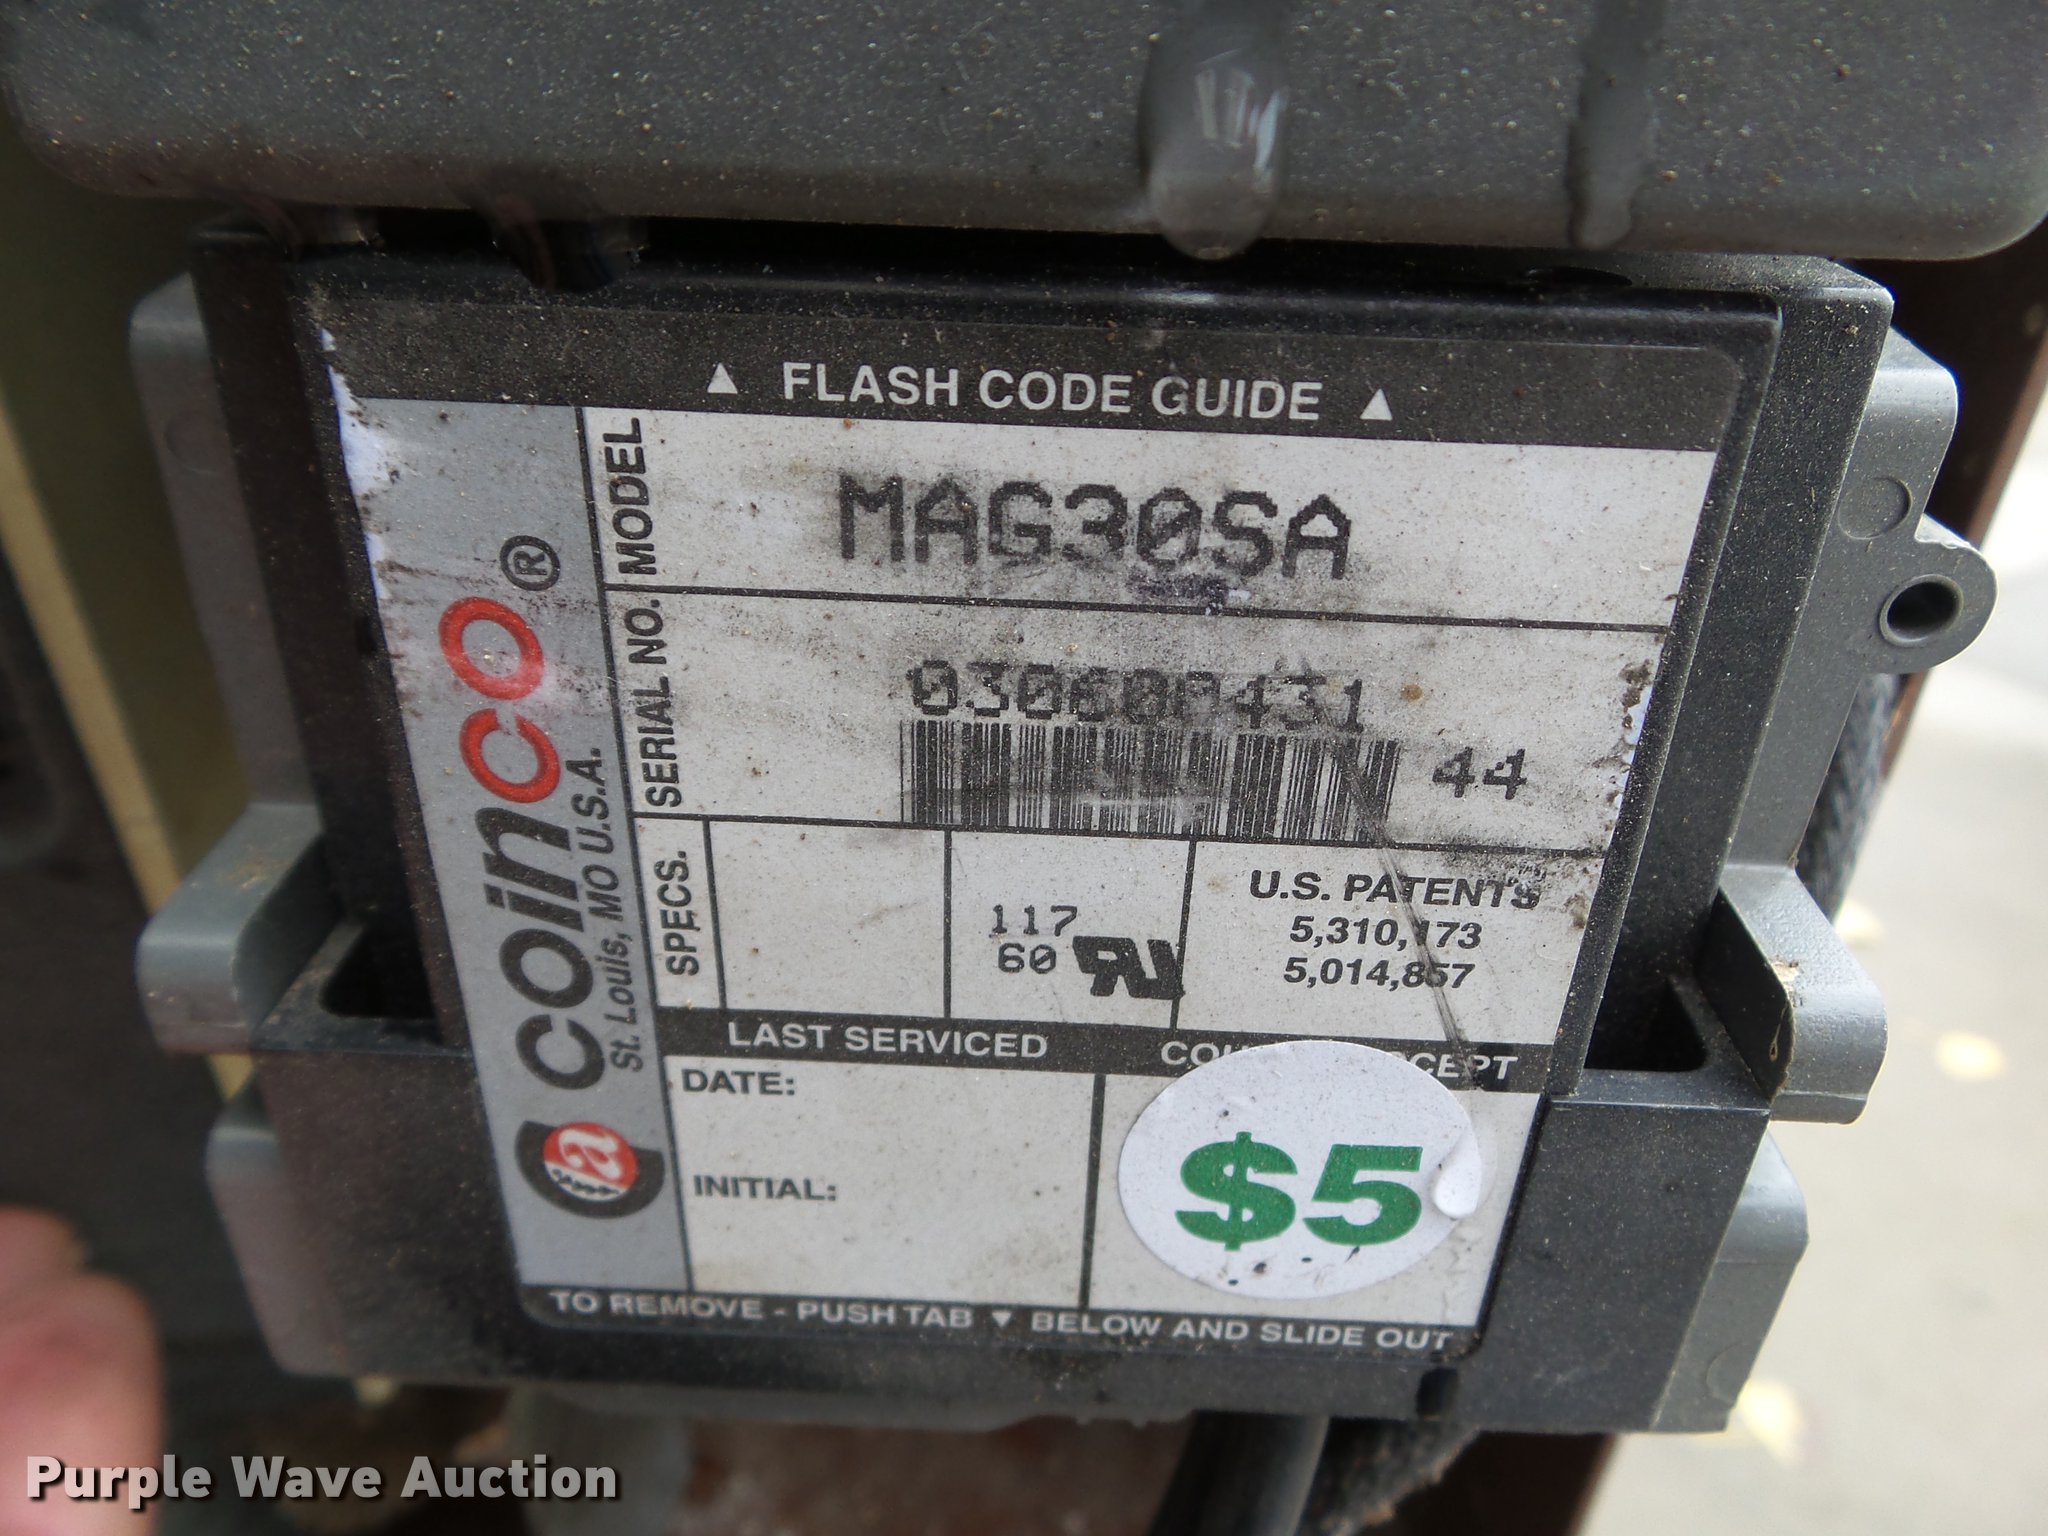 ▲ FLASH CODE GUIDE ▲
MODEL
MAG30SA
SERIAL NO.
44
SPECS.
117
60
U.S. PATENTS
5,310,173
5,014,857
LAST SERVICED
DATE:
INITIAL:
$5
TO REMOVE - PUSH TAB ▼ BELOW AND SLIDE OUT
coinco®
St. Louis, MO U.S.A.
Purple Wave Auction